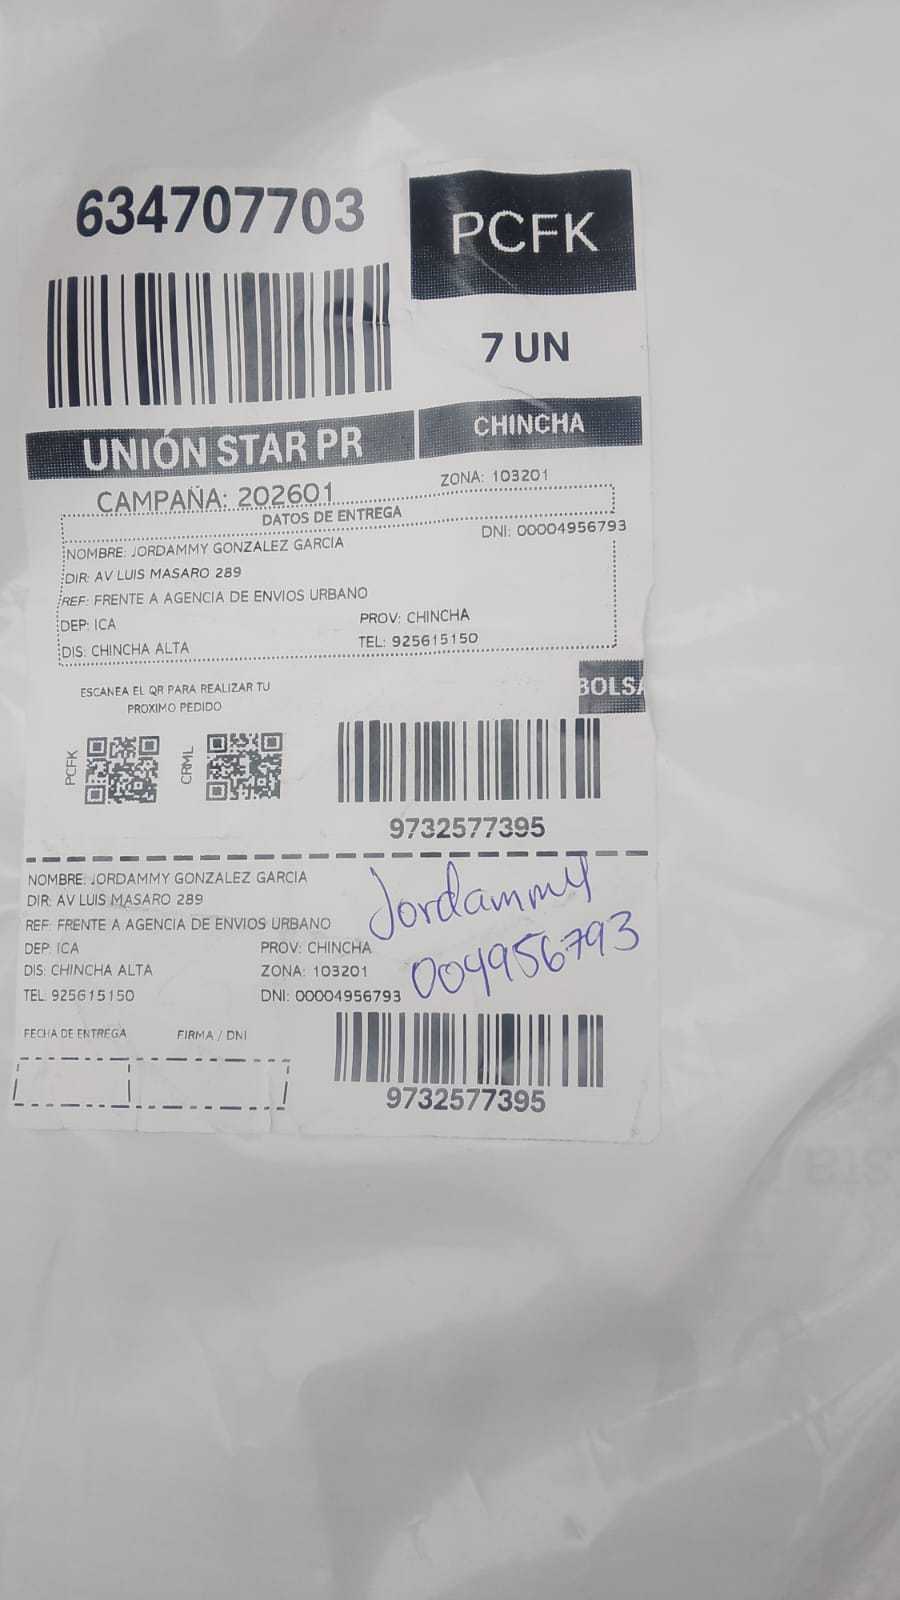 634707703
PCFK
7 UN
UNIÓN STAR PR
CHINCHA
CAMPAÑA: 202601
ZONA: 103201
DATOS DE ENTREGA
NOMBRE: JORDAMMY GONZALEZ GARCIA
DNI: 00004956793
DIR: AV LUIS MASARO 289
REF: FRENTE A AGENCIA DE ENVIOS URBANO
DEP: ICA
PROV: CHINCHA
DIS: CHINCHA ALTA
TEL: 925615150
BOLSA
ESCANEA EL QR PARA REALIZAR TU
PROXIMO PEDIDO
PCFK
CRML
9732577395
NOMBRE: JORDAMMY GONZALEZ GARCIA
DIR: AV LUIS MASARO 289
REF: FRENTE A AGENCIA DE ENVIOS URBANO
DEP: ICA
PROV: CHINCHA
DIS: CHINCHA ALTA
ZONA: 103201
TEL: 925615150
DNI: 00004956793
Jordammy
004956793
FECHA DE ENTREGA
FIRMA / DNI
9732577395